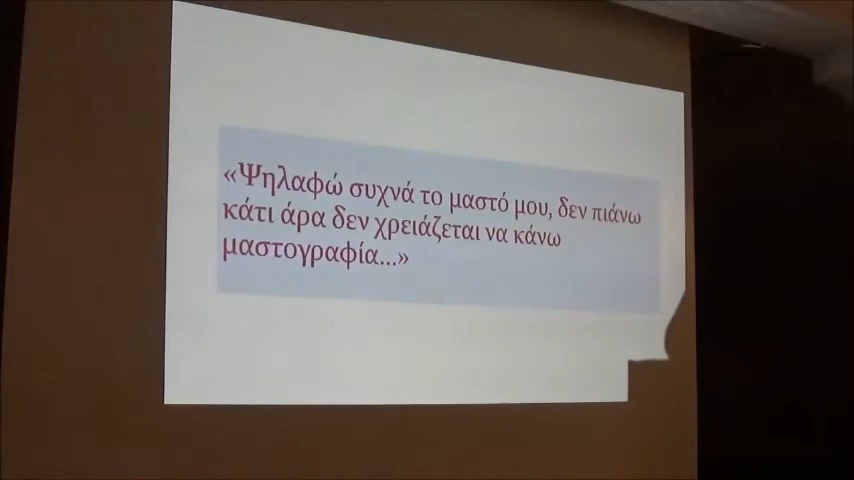 «Ψηλαφώ συχνά το μαστό μου, δεν πιάνω
κάτι άρα δεν χρειάζεται να κάνω
μαστογραφία...»